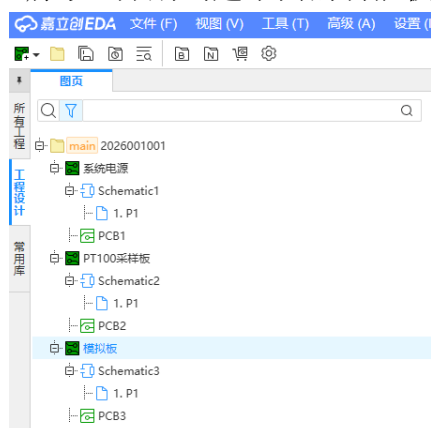 嘉立创EDA 文件(F) 视图(V) 工具(T) 高级(A) 设置(
图页
所有工程
工程设计
常用库
main 2026001001
系统电源
Schematic1
1. P1
PCB1
PT100采样板
Schematic2
1. P1
PCB2
模拟板
Schematic3
1. P1
PCB3